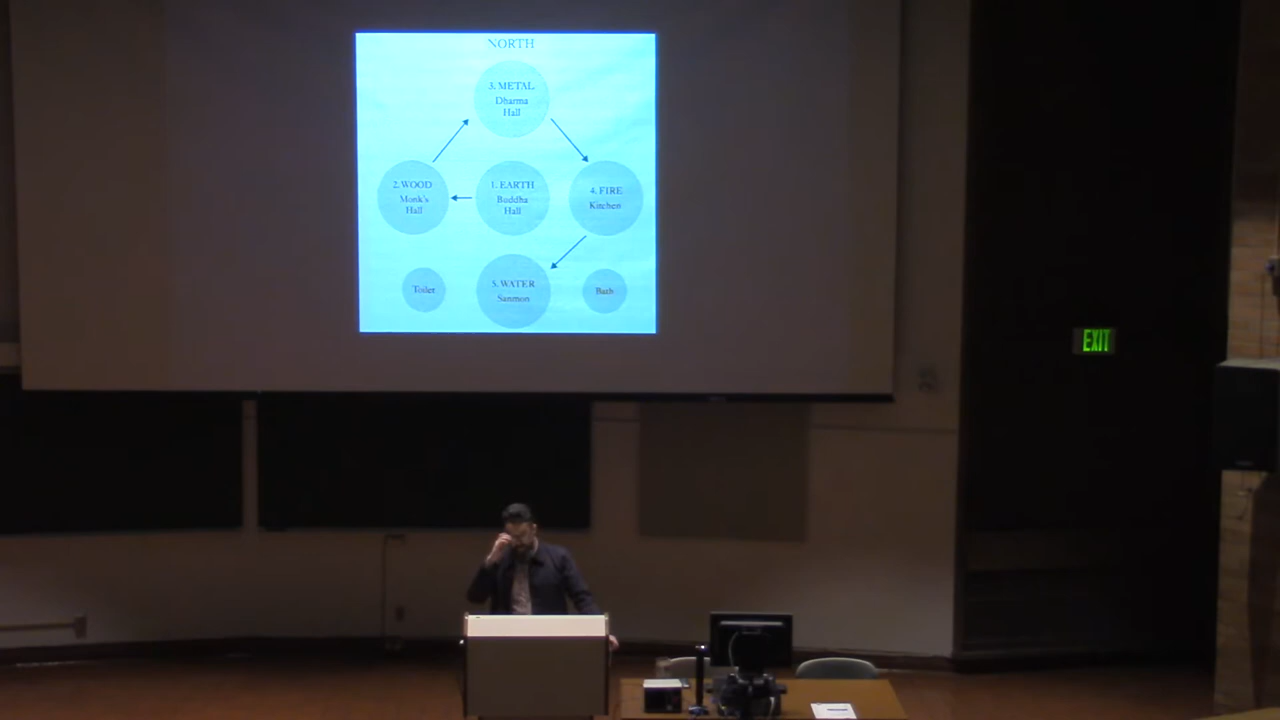 NORTH
3. METAL
Dharma
Hall
2. WOOD
Monk's
Hall
1. EARTH
Buddha
Hall
4. FIRE
Kitchen
Toilet
5. WATER
Sanmon
Bath
EXIT